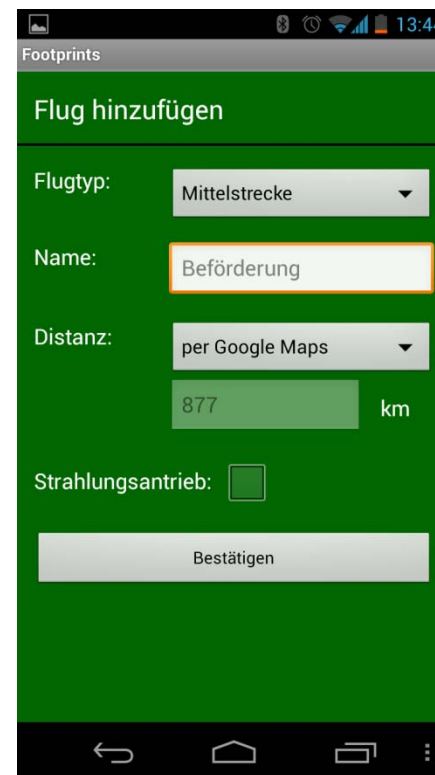 13:4
Footprints
Flug hinzufügen
Flugtyp:
Mittelstrecke
Name:
Beförderung
Distanz:
per Google Maps
877
km
Strahlungsantrieb:
Bestätigen